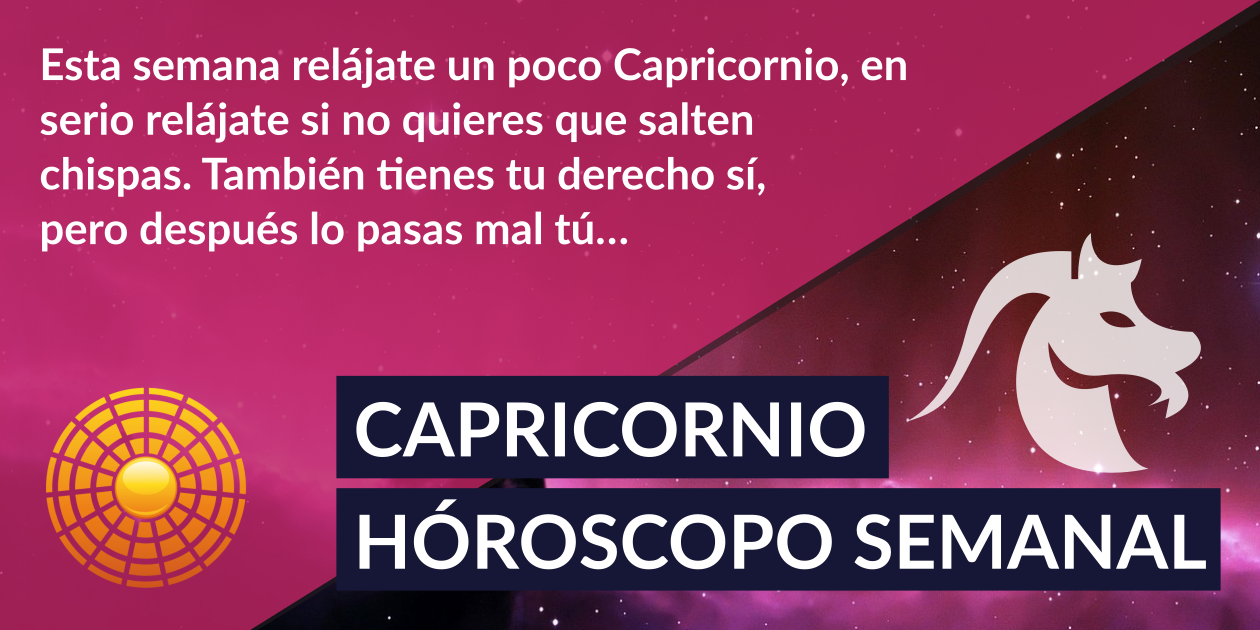 Esta semana relájate un poco Capricornio, en
serio relájate si no quieres que salten
chispas. También tienes tu derecho sí,
pero después lo pasas mal tú...
CAPRICORNIO
HÓROSCOPO SEMANAL